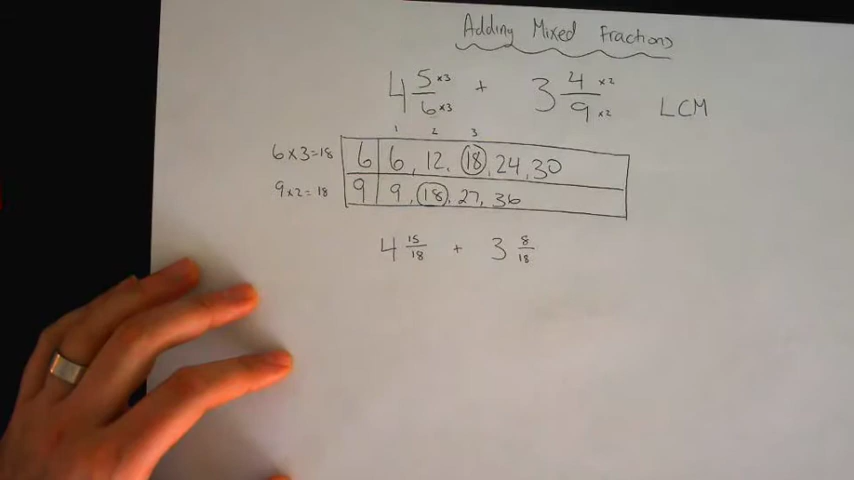 Adding Mixed Fractions
4 5×3/6×3 + 3 4×2/9×2 LCM
1 2 3
6×3=18 6 6, 12, 18, 24, 30
9×2=18 9 9, 18, 27, 36
4 15/18 + 3 8/18